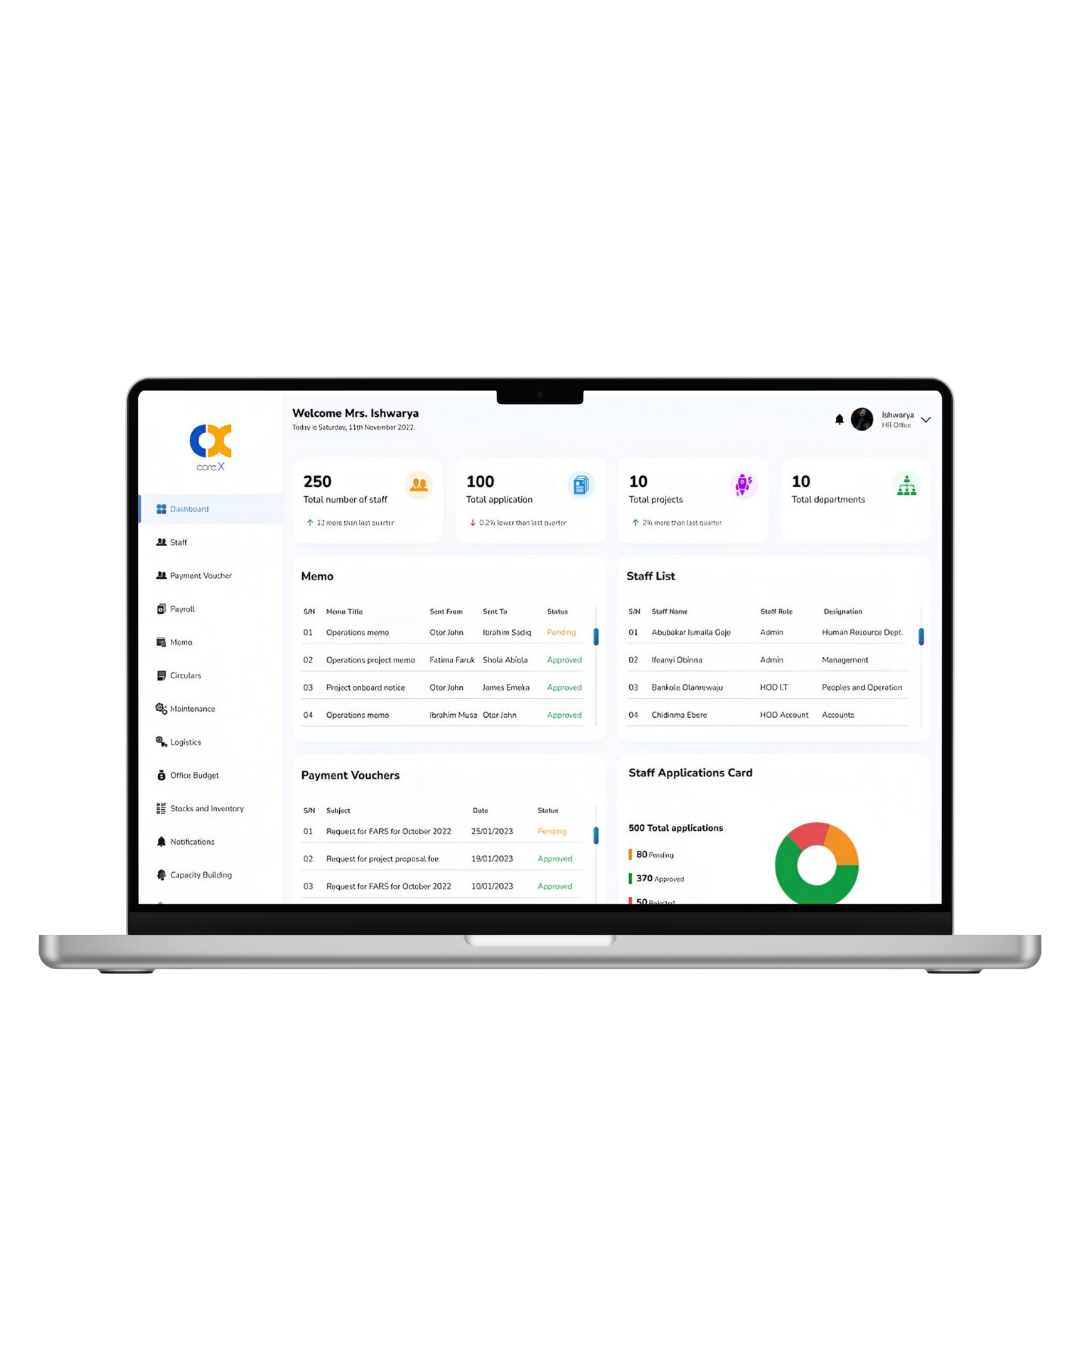 core X
Dashboard
Staff
Payment Voucher
Payroll
Memo
Circulars
Maintenance
Logistics
Office Budget
Stocks and Inventory
Notifications
Capacity Building
Welcome Mrs. Ishwarya
Today is Saturday, 11th November 2022.
Ishwarya
HR Office
250
Total number of staff
12 more than last quarter
100
Total application
0.2% lower than last quarter
10
Total projects
2% more than last quarter
10
Total departments
Memo
S/N Memo Title Sent From Sent To Status
01 Operations memo Otor John Ibrahim Sadiq Pending
02 Operations project memo Fatima Faruk Shola Abiola Approved
03 Project onboard notice Otor John James Emeka Approved
04 Operations memo Ibrahim Musa Otor John Approved
Staff List
S/N Staff Name Staff Role Designation
01 Abubakar Ismaila Goje Admin Human Resource Dept.
02 Ifeanyi Obinna Admin Management
03 Bankole Olanrewaju HOD I.T Peoples and Operation
04 Chidinma Ebere HOD Account Accounts
Payment Vouchers
S/N Subject Date Status
01 Request for FARS for October 2022 25/01/2023 Pending
02 Request for project proposal fee 19/01/2023 Approved
03 Request for FARS for October 2022 10/01/2023 Approved
Staff Applications Card
500 Total applications
80 Pending
370 Approved
50 Rejected